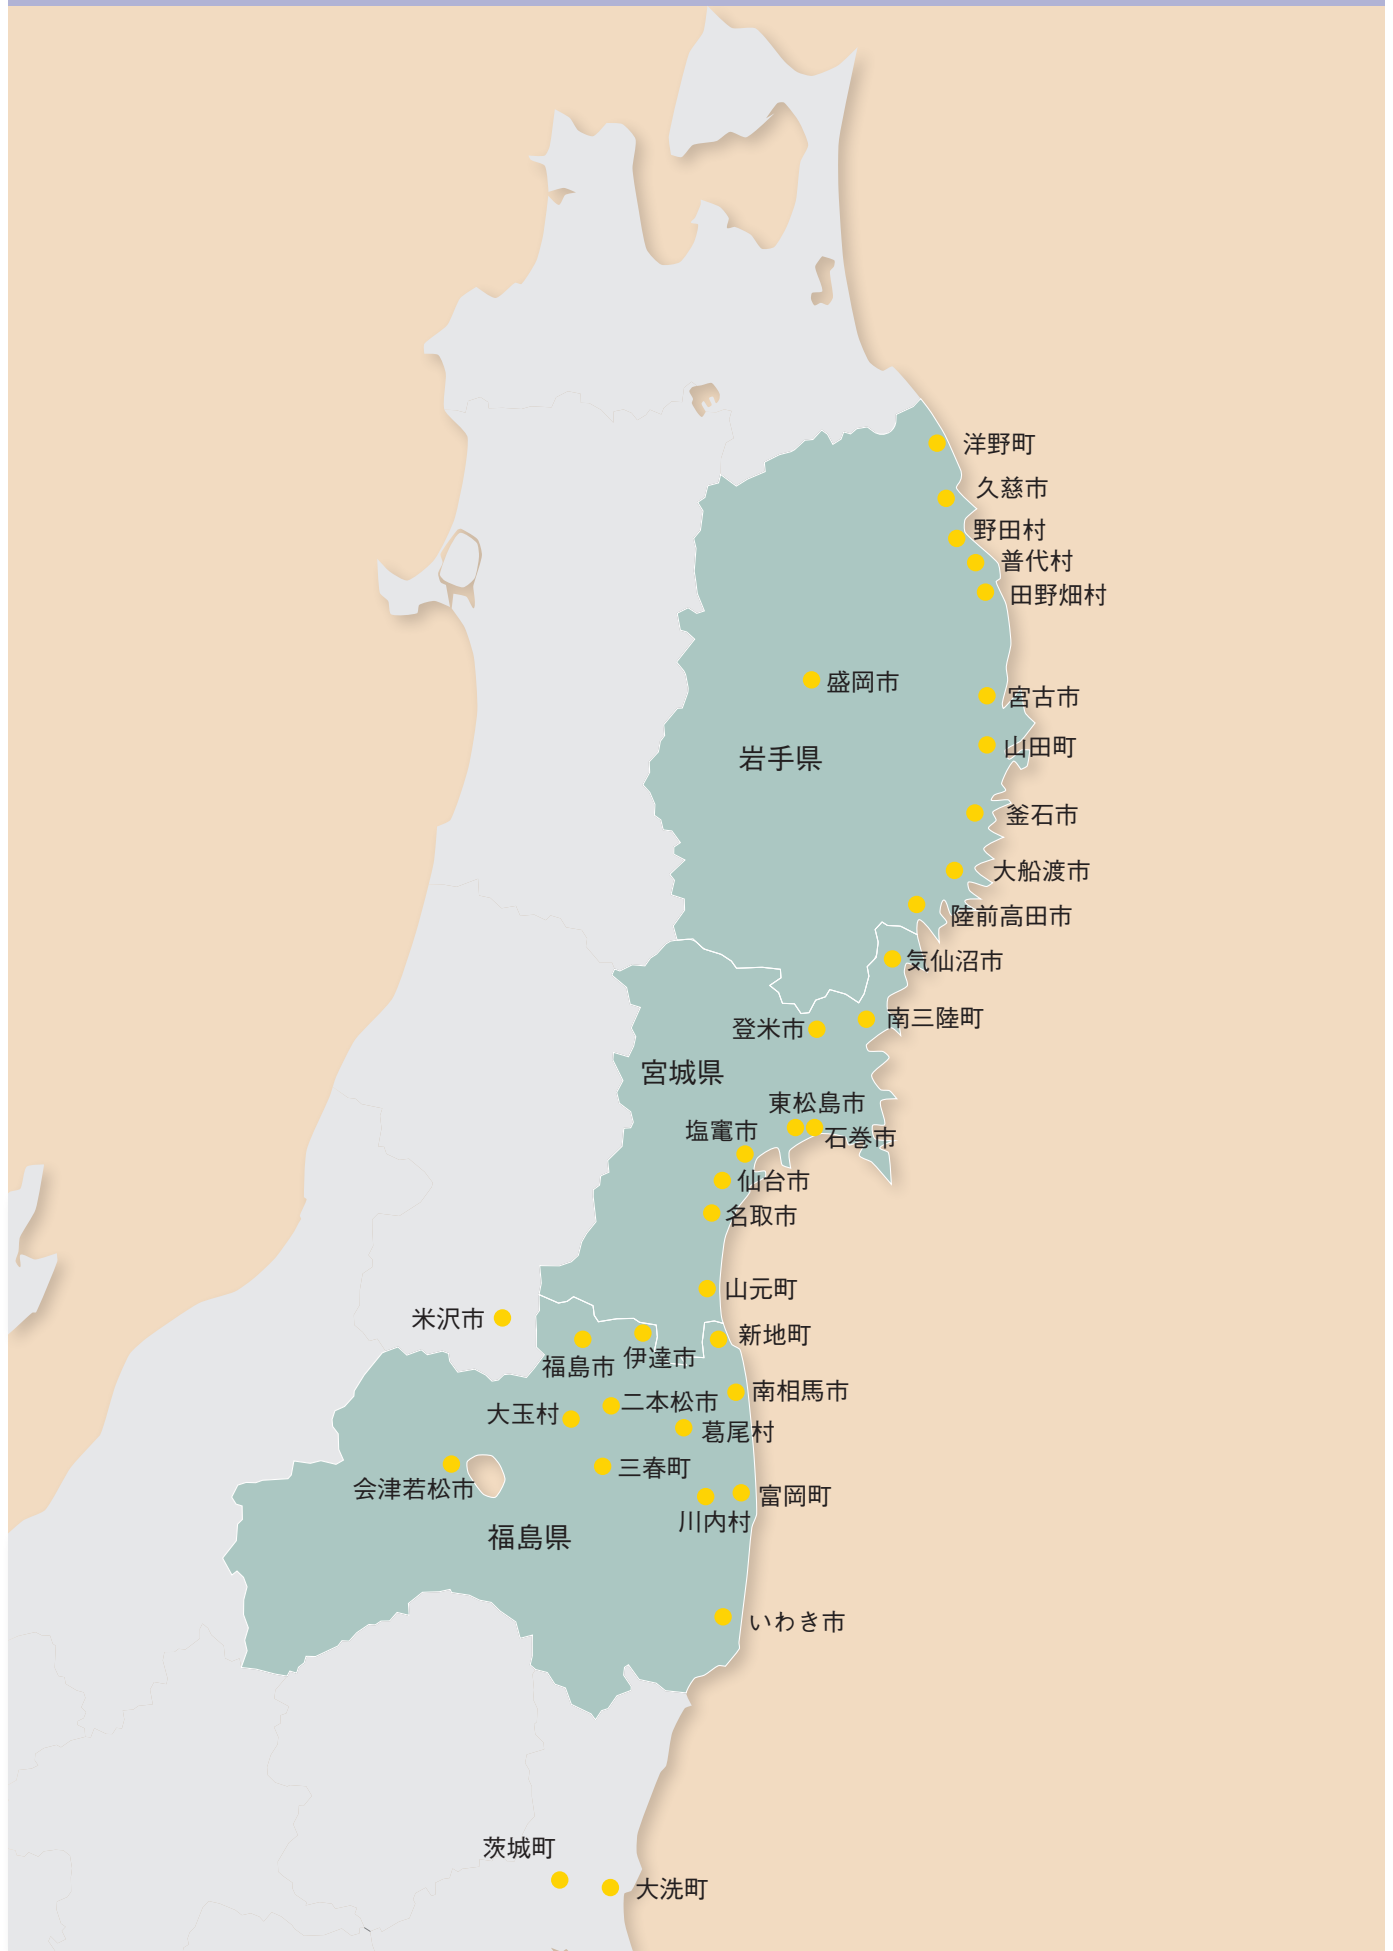 洋野町
久慈市
野田村
普代村
田野畑村
盛岡市
宮古市
山田町
岩手県
釜石市
大船渡市
陸前高田市
気仙沼市
南三陸町
登米市
宮城県
東松島市
塩竃市
石巻市
仙台市
名取市
山元町
米沢市
新地町
福島市
伊達市
南相馬市
二本松市
大玉村
葛尾村
三春町
会津若松市
富岡町
川内村
福島県
いわき市
茨城町
大洗町